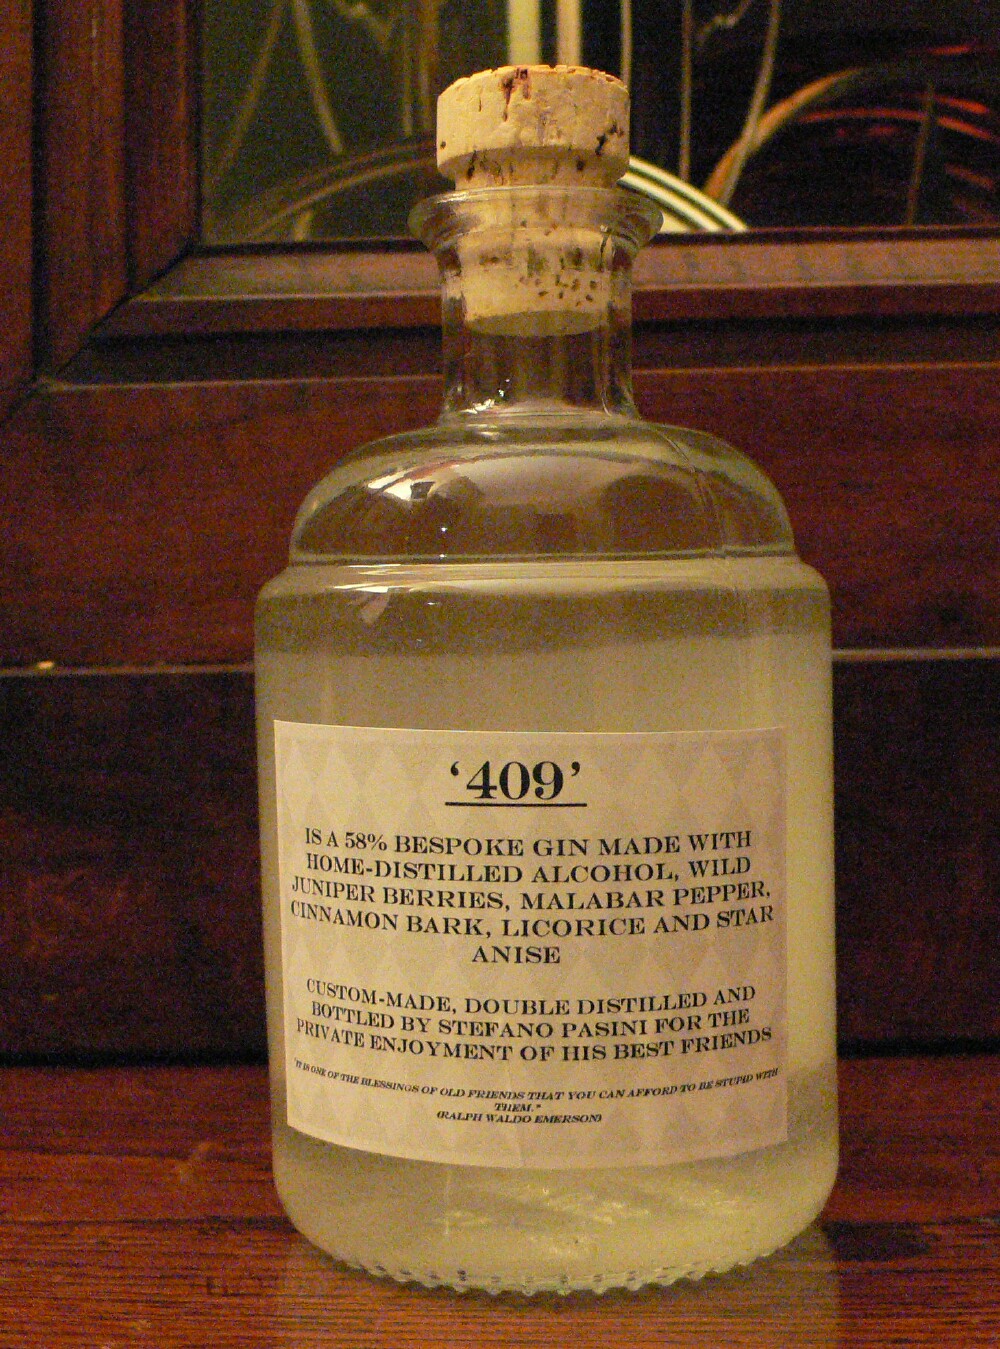 ‘409’
IS A 58% BESPOKE GIN MADE WITH
HOME-DISTILLED ALCOHOL, WILD
JUNIPER BERRIES, MALABAR PEPPER,
CINNAMON BARK, LICORICE AND STAR
ANISE
CUSTOM-MADE, DOUBLE DISTILLED AND
BOTTLED BY STEFANO PASINI FOR THE
PRIVATE ENJOYMENT OF HIS BEST FRIENDS
"IT IS ONE OF THE BLESSINGS OF OLD FRIENDS THAT YOU CAN AFFORD TO BE STUPID WITH
THEM."
(RALPH WALDO EMERSON)